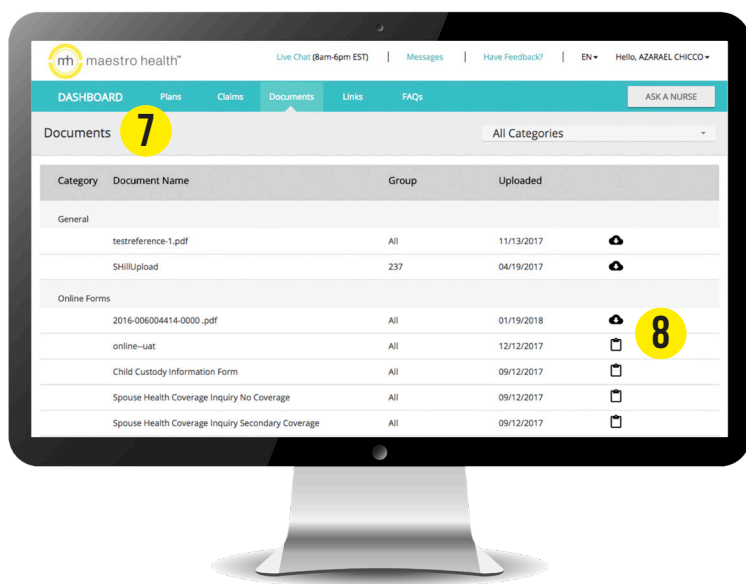 mh maestro health™ Live Chat (8am-6pm EST) | Messages | Have Feedback? | EN Hello, AZARAEL CHICCO
DASHBOARD Plans Claims Documents Links FAQs ASK A NURSE
Documents 7 All Categories
Category Document Name Group Uploaded
General
testreference-1.pdf All 11/13/2017
SHillUpload 237 04/19/2017
Online Forms
2016-006004414-0000 .pdf All 01/19/2018
8
online--uat All 12/12/2017
Child Custody Information Form All 09/12/2017
Spouse Health Coverage Inquiry No Coverage All 09/12/2017
Spouse Health Coverage Inquiry Secondary Coverage All 09/12/2017